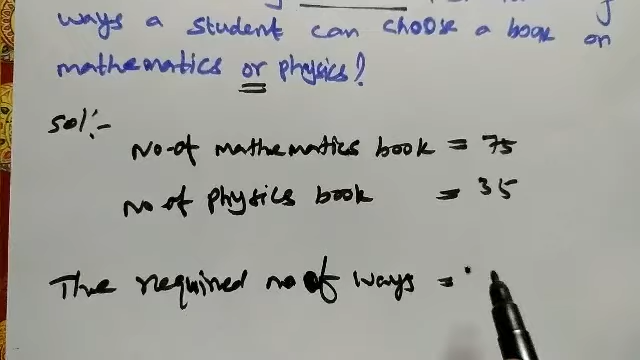 ways a student can choose a book on
mathematics or physics?
Sol:-
No of mathematics book = 75
No of physics book = 35
The required no of ways =